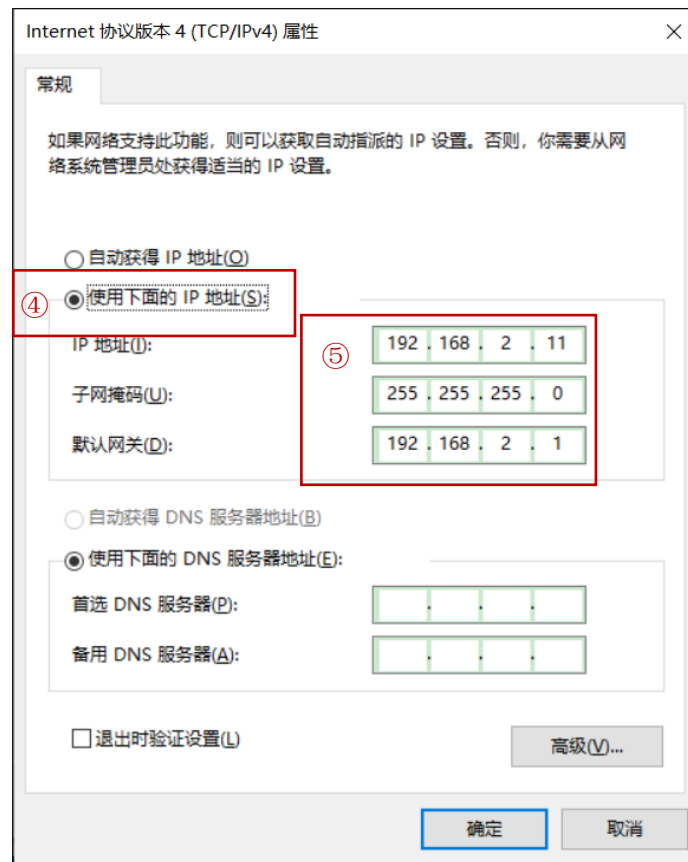 Internet 协议版本 4 (TCP/IPv4) 属性
常规
如果网络支持此功能，则可以获取自动指派的 IP 设置。否则，你需要从网
络系统管理员处获得适当的 IP 设置。
自动获得 IP 地址(O)
④ 使用下面的 IP 地址(S):
⑤
IP 地址(I): 192 . 168 . 2 . 11
子网掩码(U): 255 . 255 . 255 . 0
默认网关(D): 192 . 168 . 2 . 1
自动获得 DNS 服务器地址(B)
使用下面的 DNS 服务器地址(E):
首选 DNS 服务器(P): . . .
备用 DNS 服务器(A): . . .
退出时验证设置(L)
高级(V)...
确定 取消